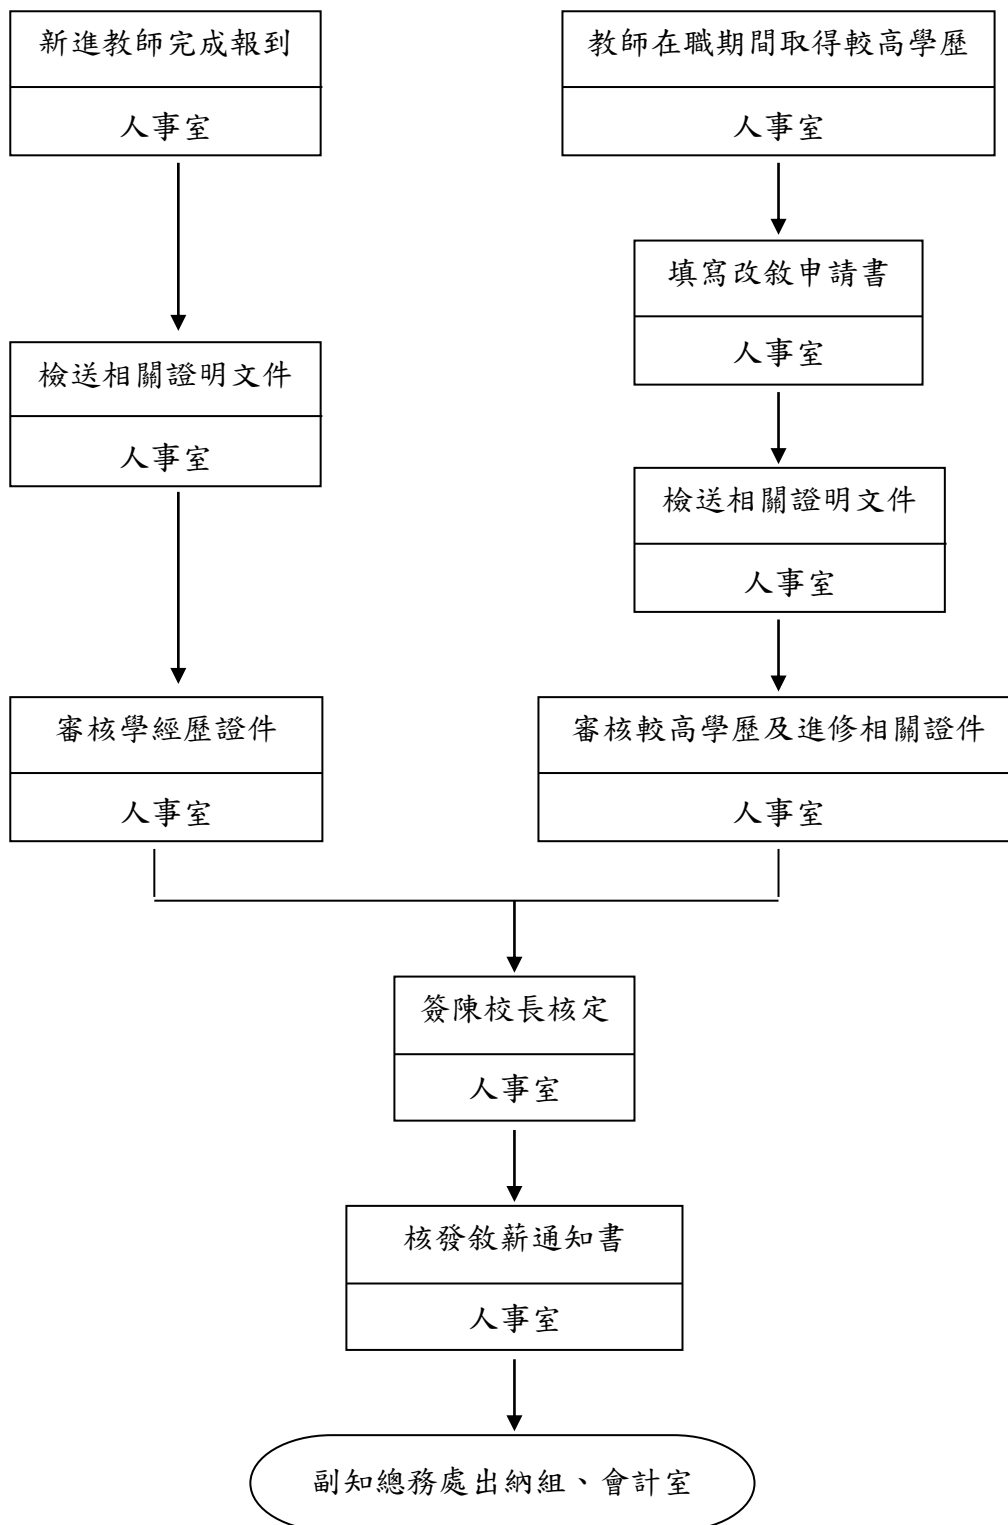 新進教師完成報到
人事室
檢送相關證明文件
人事室
審核學經歷證件
人事室
教師在職期間取得較高學歷
人事室
填寫改敘申請書
人事室
檢送相關證明文件
人事室
審核較高學歷及進修相關證件
人事室
簽陳校長核定
人事室
核發敘薪通知書
人事室
副知總務處出納組、會計室